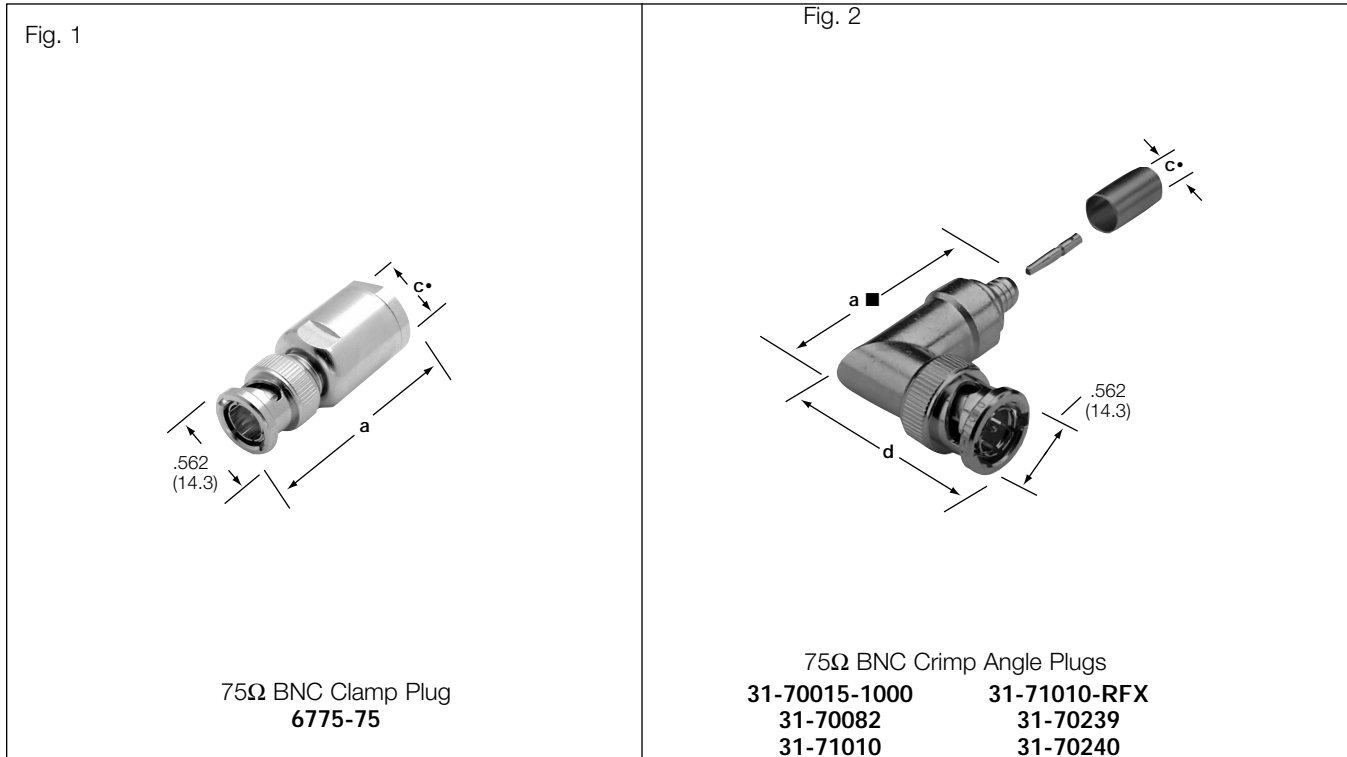 Fig. 1
c•
a
.562
(14.3)
75Ω BNC Clamp Plug
6775-75
Fig. 2
c•
a ■
d
.562
(14.3)
75Ω BNC Crimp Angle Plugs
31-70015-1000 31-71010-RFX
31-70082 31-70239
31-71010 31-70240